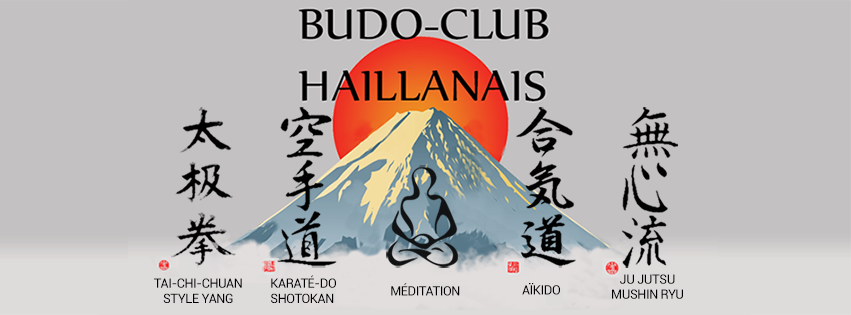 BUDO-CLUB
HAILLANAIS
太极拳
空手道
合気道
無心流
TAI-CHI-CHUAN
STYLE YANG
KARATÉ-DO
SHOTOKAN
MÉDITATION
AÏKIDO
JU JUTSU
MUSHIN RYU